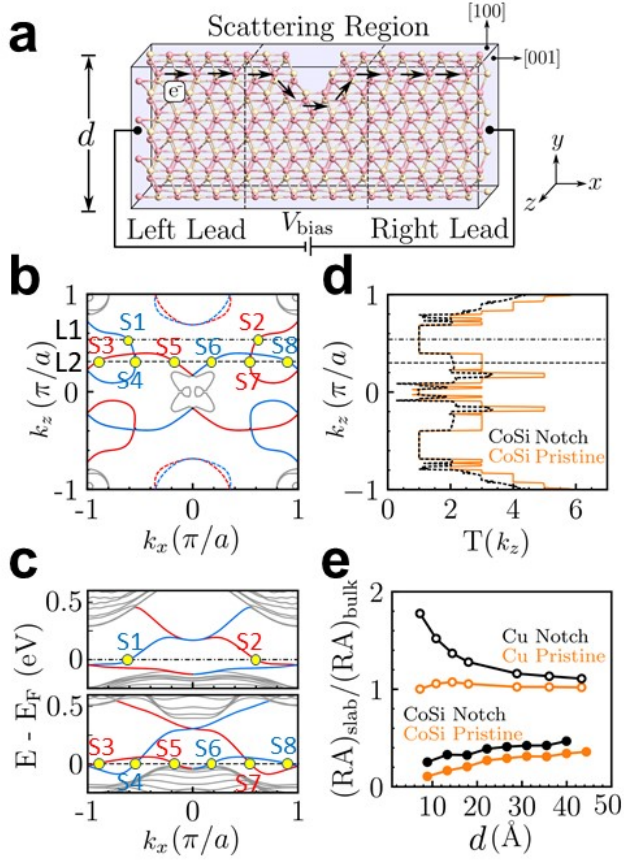 a
Scattering Region
[100]
[001]
e⁻
d
y
x
z
Left Lead
V_bias
Right Lead
b
1
L1
L2
0
-1
k_z(π/a)
S1
S2
S3
S5
S6
S8
S4
S7
-1
0
1
k_x(π/a)
d
1
0
−1
k_z(π/a)
CoSi Notch
CoSi Pristine
0
2
4
6
T(k_z)
c
0.5
0
0.5
0
E - E_F (eV)
S1
S2
S3
S5
S6
S8
S4
S7
-1
0
1
k_x(π/a)
e
2
1
0
(RA)_slab/(RA)_bulk
Cu Notch
Cu Pristine
CoSi Notch
CoSi Pristine
0
10
20
30
40
50
d(Å)